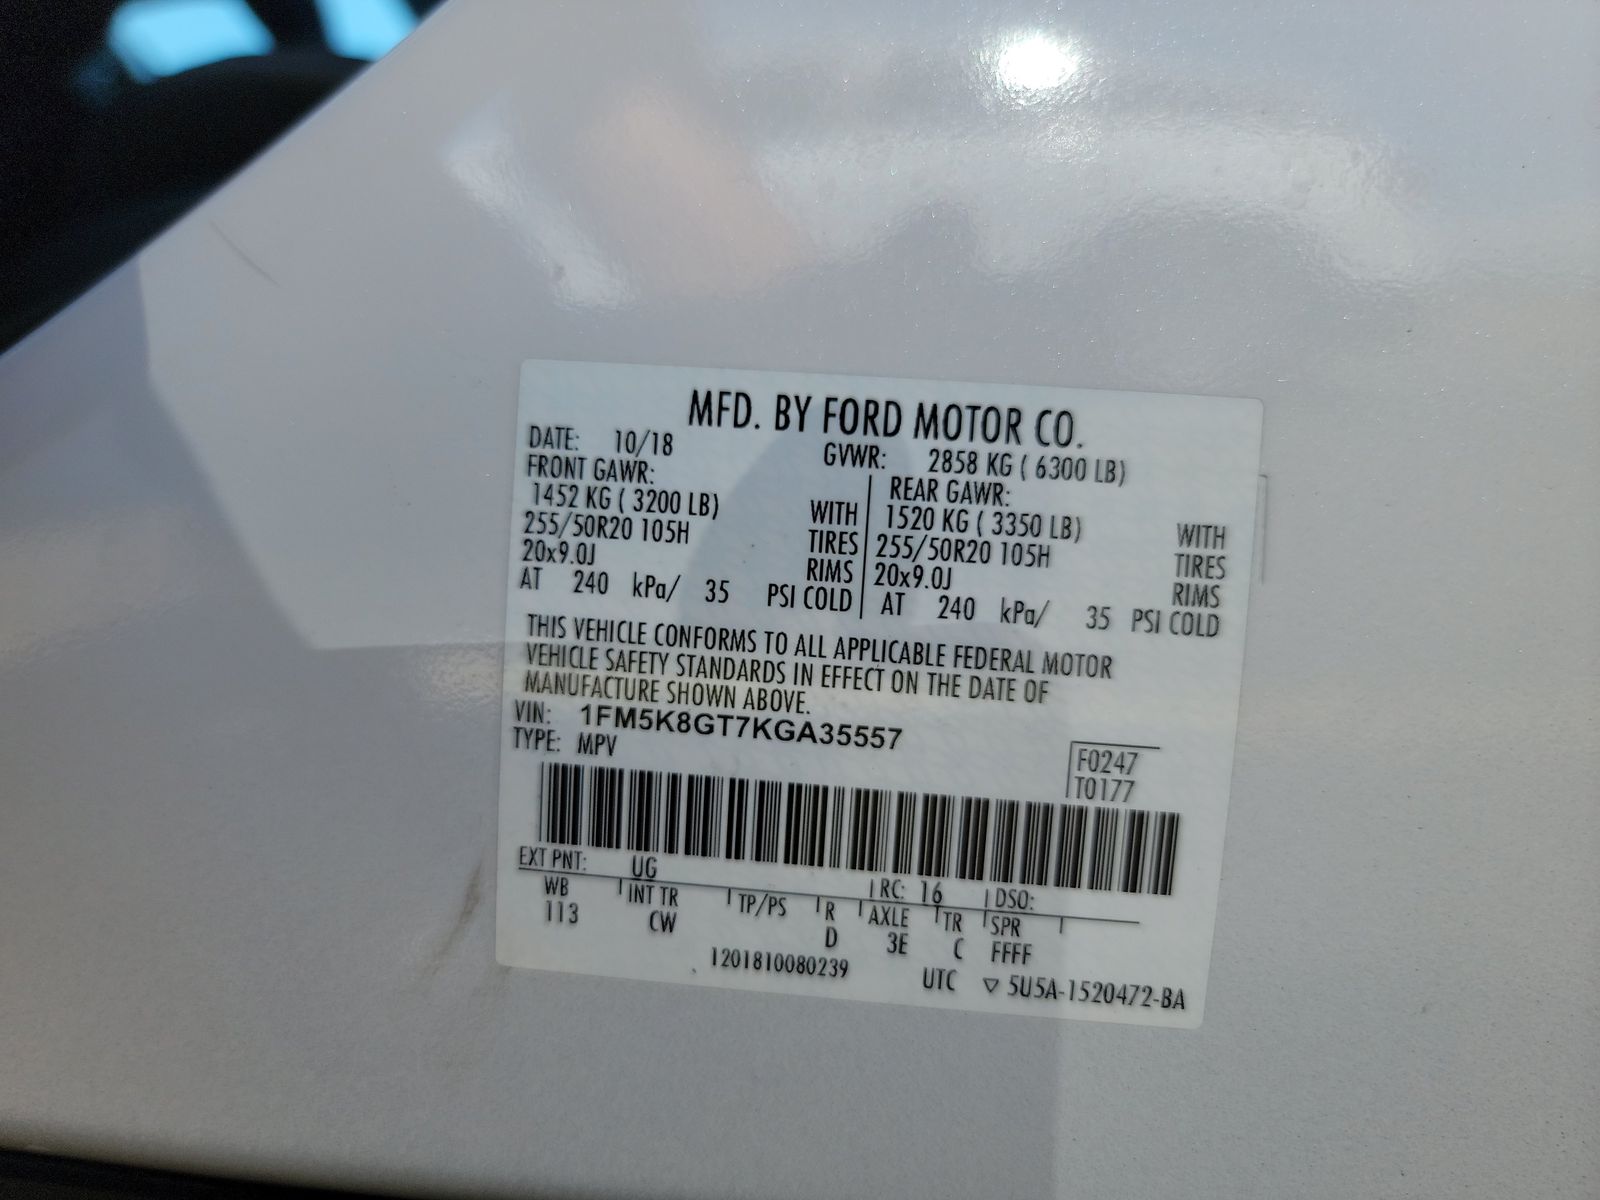 MFD. BY FORD MOTOR CO.
DATE: 10/18 GVWR: 2858 KG ( 6300 LB)
FRONT GAWR: REAR GAWR:
1452 KG ( 3200 LB) WITH 1520 KG ( 3350 LB) WITH
255/50R20 105H TIRES 255/50R20 105H TIRES
20x9.0J RIMS 20x9.0J RIMS
AT 240 kPa/ 35 PSI COLD AT 240 kPa/ 35 PSI COLD
THIS VEHICLE CONFORMS TO ALL APPLICABLE FEDERAL MOTOR
VEHICLE SAFETY STANDARDS IN EFFECT ON THE DATE OF
MANUFACTURE SHOWN ABOVE.
VIN: 1FM5K8GT7KGA35557
TYPE: MPV
F0247
T0177
EXT PNT: UG RC: 16 DSO:
WB INT TR TP/PS R AXLE TR SPR
113 CW D 3E C FFFF
1201810080239 UTC ▽ 5U5A-1520472-BA